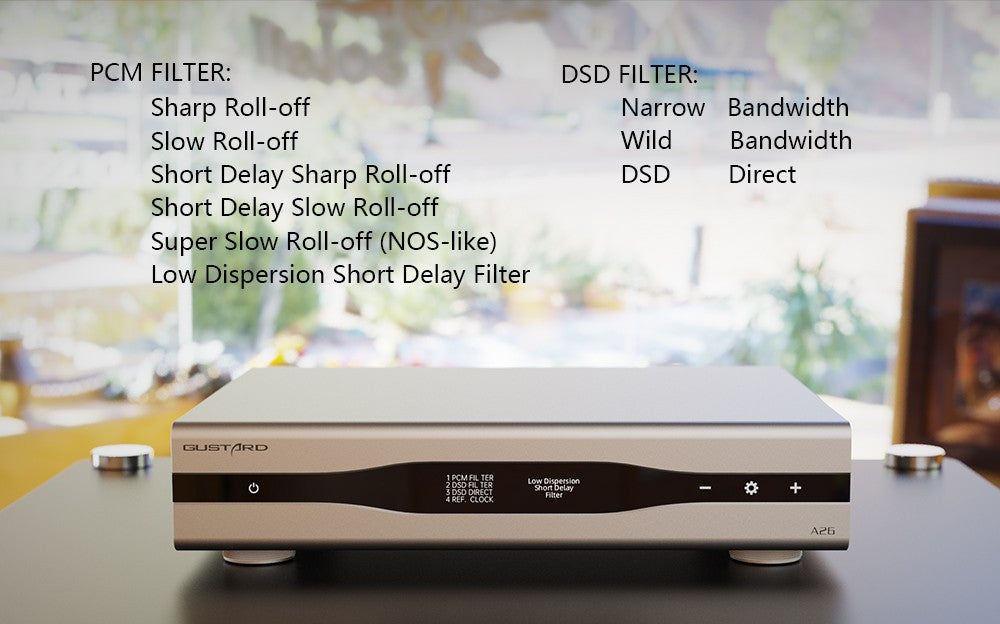 PCM FILTER:
Sharp Roll-off
Slow Roll-off
Short Delay Sharp Roll-off
Short Delay Slow Roll-off
Super Slow Roll-off (NOS-like)
Low Dispersion Short Delay Filter
DSD FILTER:
Narrow Bandwidth
Wild Bandwidth
DSD Direct
GUSTARD
1 PCM FILTER
2 DSD FILTER
3 DSD DIRECT
4 REF. CLOCK
Low Dispersion
Short Delay
Filter
A26